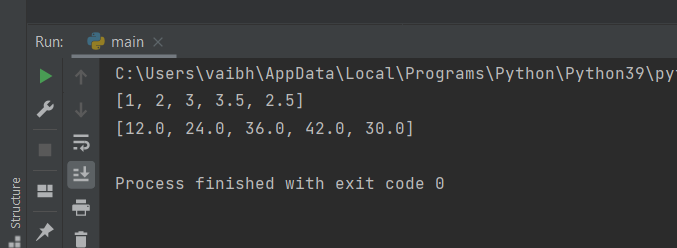 Run: main
C:\Users\vaibh\AppData\Local\Programs\Python\Python39\py
[1, 2, 3, 3.5, 2.5]
[12.0, 24.0, 36.0, 42.0, 30.0]
Process finished with exit code 0
Structure